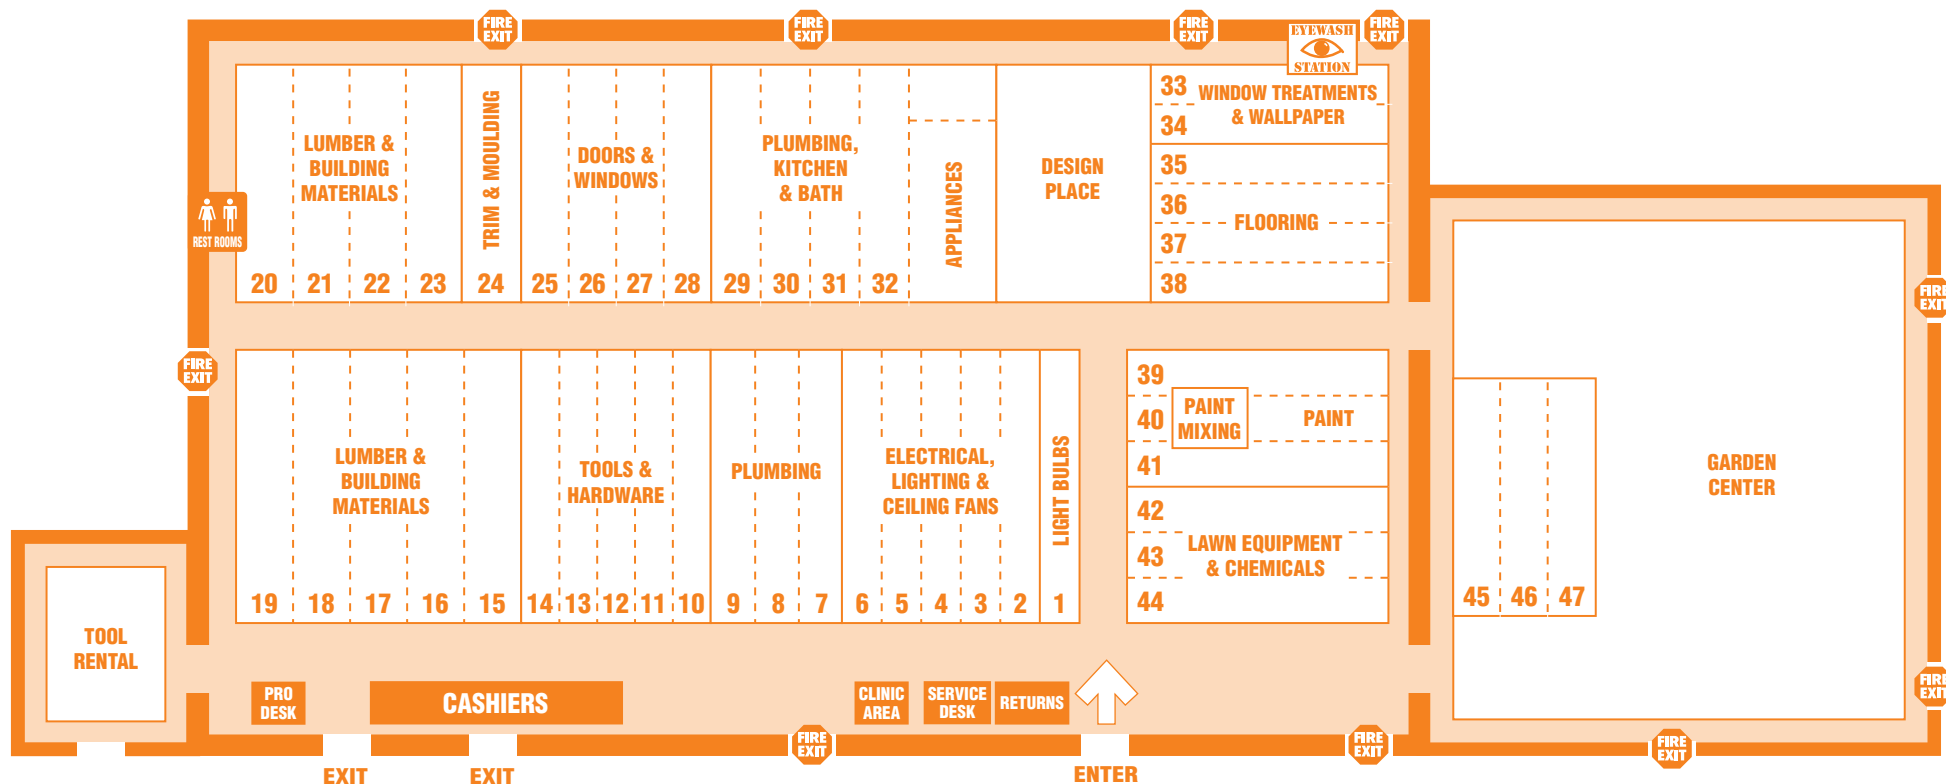 FIRE
EXIT
FIRE
EXIT
FIRE
EXIT
EYEWASH
STATION
FIRE
EXIT
LUMBER &
BUILDING
MATERIALS
TRIM & MOULDING
DOORS &
WINDOWS
PLUMBING,
KITCHEN
& BATH
APPLIANCES
DESIGN
PLACE
33
WINDOW TREATMENTS
& WALLPAPER
34
35
36
FLOORING
37
38
REST ROOMS
20 21 22 23 24 25 26 27 28 29 30 31 32
FIRE
EXIT
FIRE
EXIT
LUMBER &
BUILDING
MATERIALS
TOOLS &
HARDWARE
PLUMBING
ELECTRICAL,
LIGHTING &
CEILING FANS
LIGHT BULBS
39
40
PAINT
MIXING
PAINT
41
42
43
LAWN EQUIPMENT
& CHEMICALS
44
GARDEN
CENTER
45 46 47
19 18 17 16 15 14 13 12 11 10 9 8 7 6 5 4 3 2 1
TOOL
RENTAL
PRO
DESK
CASHIERS
CLINIC
AREA
SERVICE
DESK
RETURNS
FIRE
EXIT
FIRE
EXIT
FIRE
EXIT
FIRE
EXIT
EXIT
EXIT
ENTER